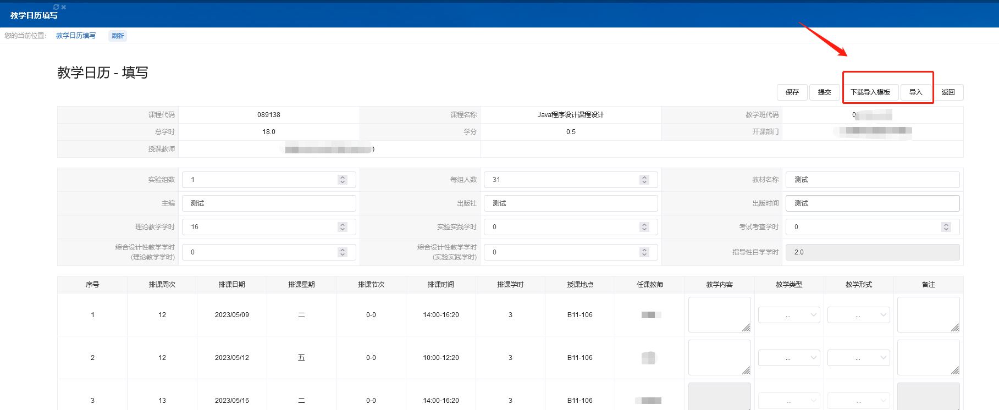 教学日历填写
您的当前位置： 教学日历填写 刷新
教学日历 - 填写
保存 提交 下载导入模板 导入 返回
课程代码 089138 课程名称 Java程序设计课程设计 教学班代码 0
总学时 18.0 学分 0.5 开课部门
授课教师 )
实验组数 1 每组人数 31 教材名称 测试
主编 测试 出版社 测试 出版时间 测试
理论教学学时 16 实验实践学时 0 考试考查学时 0
综合设计性教学学时 综合设计性教学学时
(理论教学学时) 0 (实验实践学时) 0 指导性自学学时 2.0
序号 排课周次 排课日期 排课星期 排课节次 排课时间 排课学时 授课地点 任课教师 教学内容 教学类型 教学形式 备注
1 12 2023/05/09 二 0-0 14:00-16:20 3 B11-106 ... ...
2 12 2023/05/12 五 0-0 10:00-12:20 3 B11-106 ... ...
3 13 2023/05/16 二 0-0 14:00-16:20 3 B11-106 ... ...